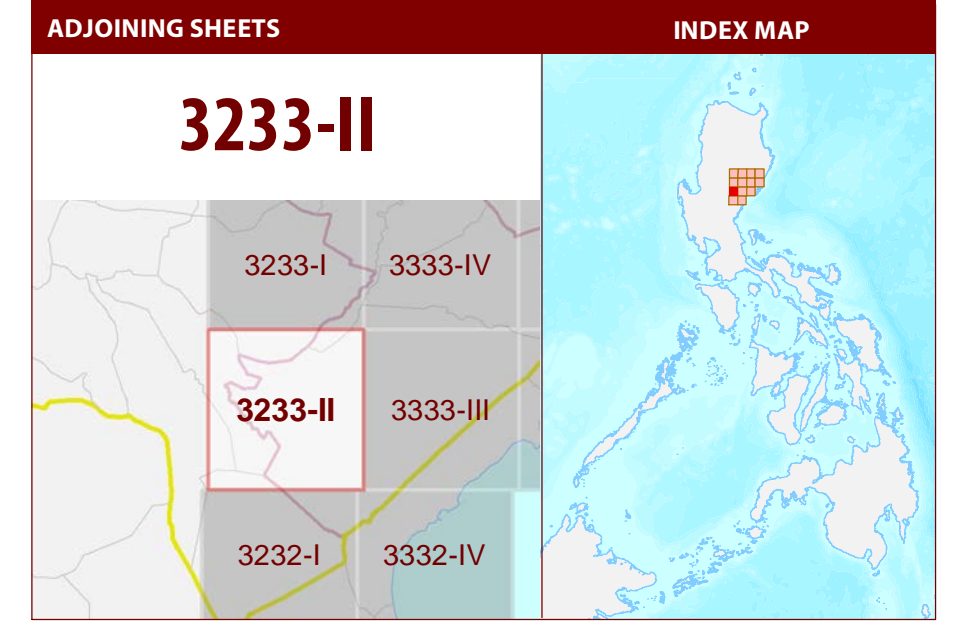 ADJOINING SHEETS
INDEX MAP
3233-II
3233-I
3333-IV
3233-II
3333-III
3232-I
3332-IV